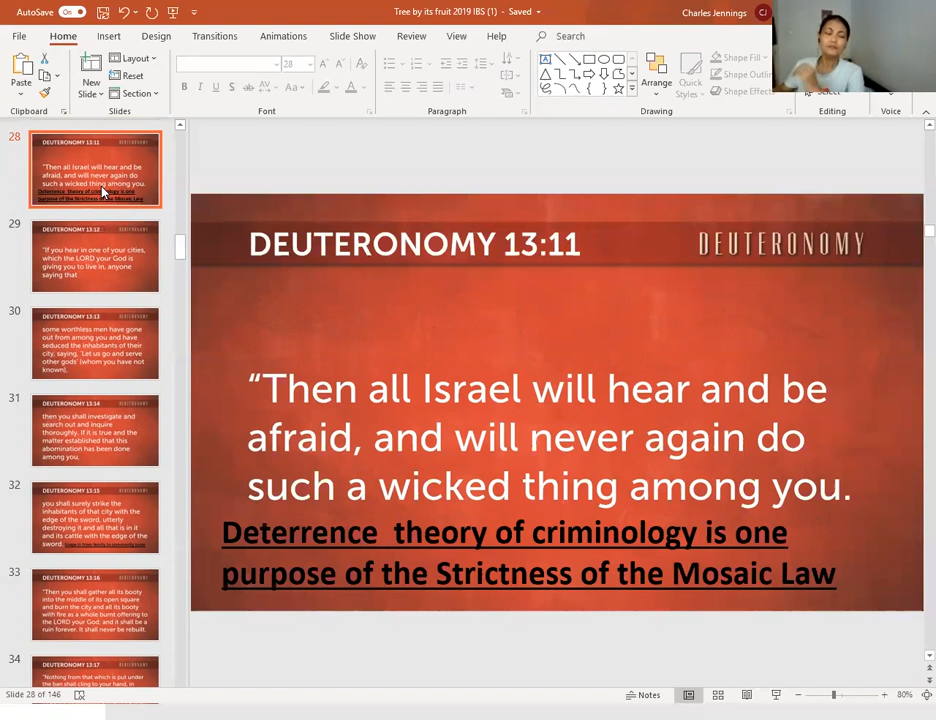 AutoSave On Tree by its fruit 2019 IBS (1) - Saved Charles Jennings CJ
File Home Insert Design Transitions Animations Slide Show Review View Help Search
Paste New Slide Layout Reset Section 28 Arrange Quick Styles Shape Fill Shape Outli Shape Effects
Clipboard Slides Font Paragraph Drawing Editing Voice
28
DEUTERONOMY 13:11 DEUTERONOMY
"Then all Israel will hear and be
afraid, and will never again do
such a wicked thing among you.
Deterrence theory of criminology is one
purpose of the Strictness of the Mosaic Law
29
DEUTERONOMY 13:12 DEUTERONOMY
"If you hear in one of your cities,
which the LORD your God is
giving you to live in, anyone
saying that
30
DEUTERONOMY 13:13 DEUTERONOMY
some worthless men have gone
out from among you and have
seduced the inhabitants of their
city, saying, 'Let us go and serve
other gods' (whom you have not
known),
31
DEUTERONOMY 13:14 DEUTERONOMY
then you shall investigate and
search out and inquire
thoroughly. If it is true and the
matter established that this
abomination has been done
among you,
32
DEUTERONOMY 13:15 DEUTERONOMY
you shall surely strike the
inhabitants of that city with the
edge of the sword, utterly
destroying it and all that is in it
and its cattle with the edge of the
sword.
33
DEUTERONOMY 13:16 DEUTERONOMY
"Then you shall gather all its booty
into the middle of its open square
and burn the city and all its booty
with fire as a whole burnt offering to
the LORD your God; and it shall be a
ruin forever. It shall never be rebuilt.
34
DEUTERONOMY 13:17 DEUTERONOMY
"Nothing from that which is put under
the ban shall cling to your hand, in
DEUTERONOMY 13:11 DEUTERONOMY
“Then all Israel will hear and be
afraid, and will never again do
such a wicked thing among you.
Deterrence theory of criminology is one
purpose of the Strictness of the Mosaic Law
Slide 28 of 146 Notes 80%